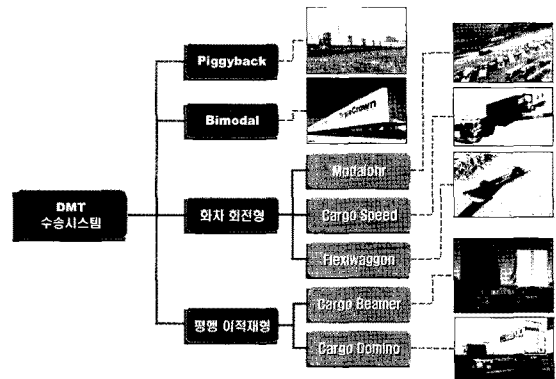 Piggyback
Bimodal
TripleCrown
DMT
수송시스템
화차 회전형
Modalohr
Cargo Speed
Flexiwaggon
평행 이적재형
Cargo Beamer
Cargo Domino